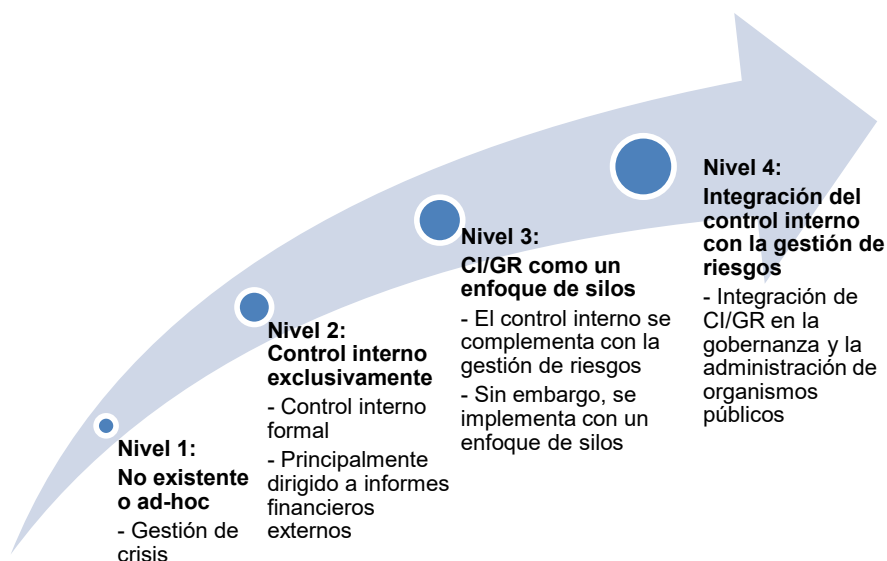 Nivel 1:
No existente
o ad-hoc
- Gestión de
crisis
Nivel 2:
Control interno
exclusivamente
- Control interno
formal
- Principalmente
dirigido a informes
financieros
externos
Nivel 3:
CI/GR como un
enfoque de silos
- El control interno se
complementa con la
gestión de riesgos
- Sin embargo, se
implementa con un
enfoque de silos
Nivel 4:
Integración del
control interno
con la gestión de
riesgos
- Integración de
CI/GR en la
gobernanza y la
administración de
organismos
públicos